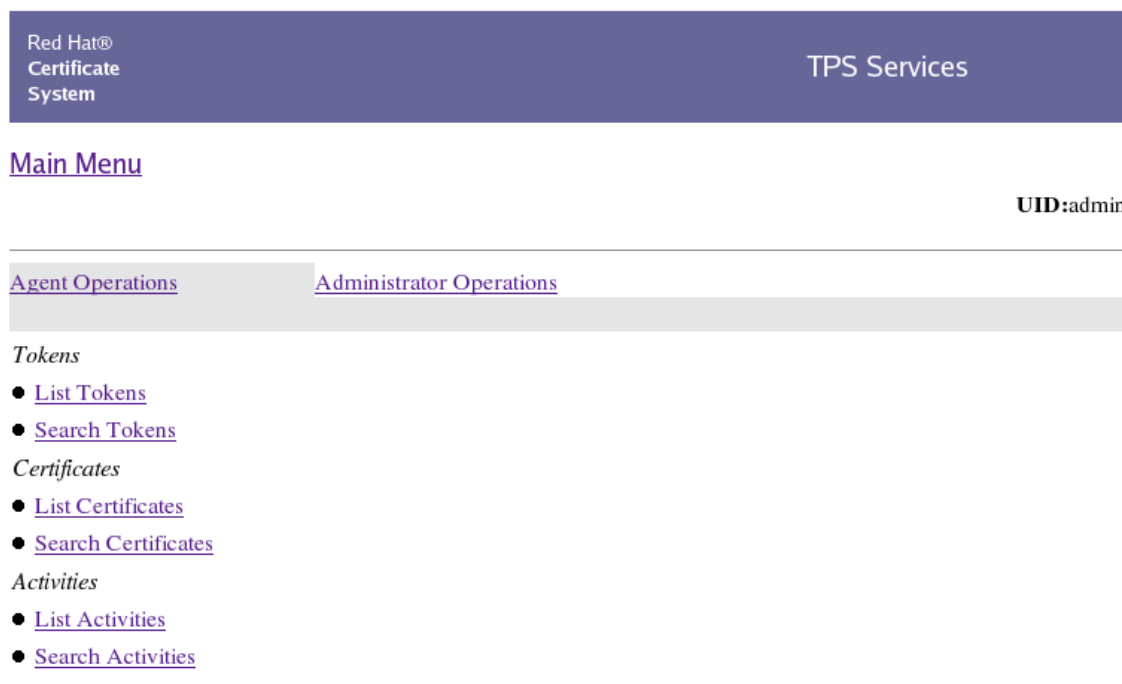 Red Hat®
Certificate
System
TPS Services
Main Menu
UID:admin
Agent Operations
Administrator Operations
Tokens
List Tokens
Search Tokens
Certificates
List Certificates
Search Certificates
Activities
List Activities
Search Activities